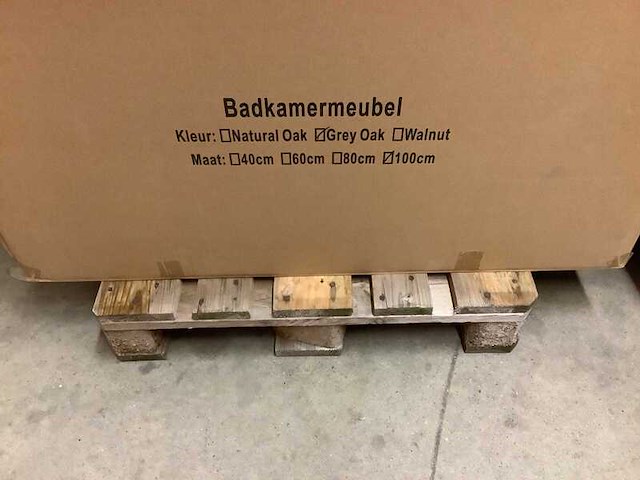 Badkamermeubel
Kleur: ☐Natural Oak ☑Grey Oak ☐Walnut
Maat: ☐40cm ☐60cm ☐80cm ☑100cm